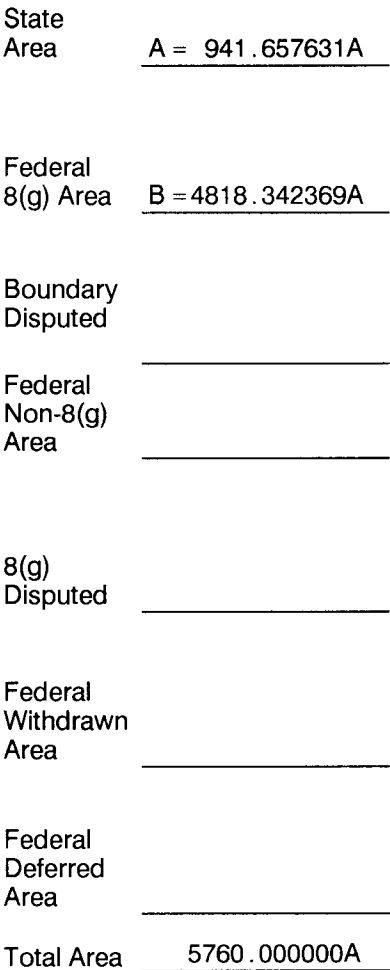 State
Area A = 941.657631A
Federal
8(g) Area B =4818.342369A
Boundary
Disputed
Federal
Non-8(g)
Area
8(g)
Disputed
Federal
Withdrawn
Area
Federal
Deferred
Area
Total Area 5760.000000A